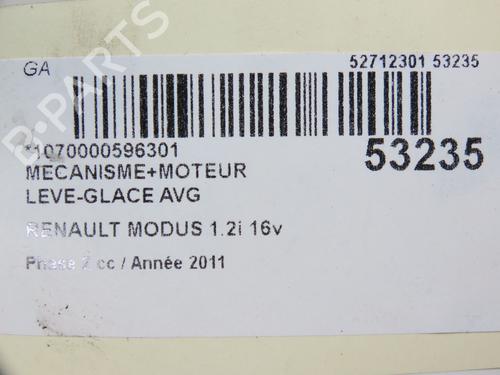 GA
52712301 53235
*1070000596301
53235
MECANISME+MOTEUR
LEVE-GLACE AVG
RENAULT MODUS 1.2i 16v
Phase 2 cc / Année 2011
B-PARTS